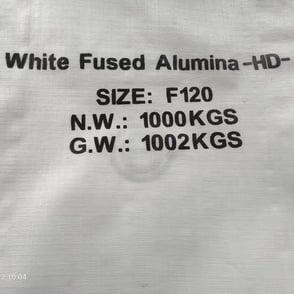 White Fused Alumina-HD-
SIZE: F120
N.W.: 1000KGS
G.W.: 1002KGS